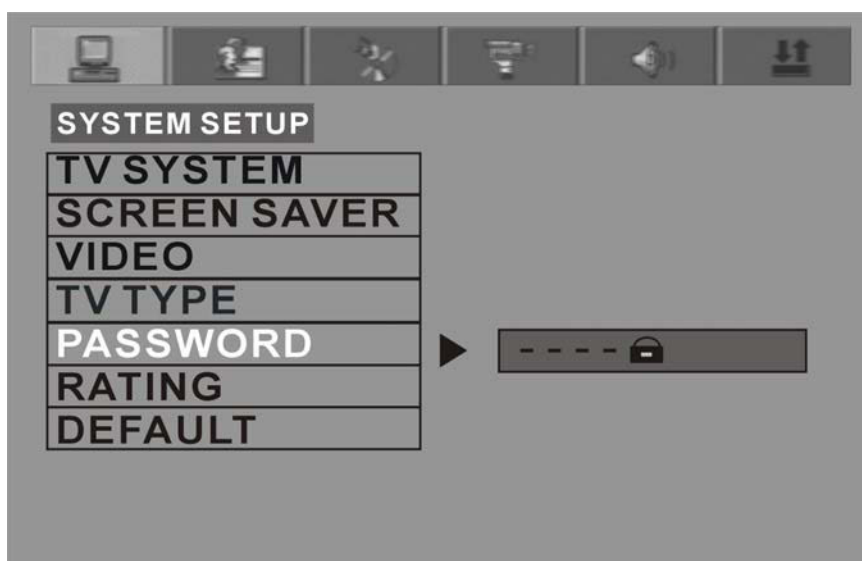 SYSTEM SETUP
TV SYSTEM
SCREEN SAVER
VIDEO
TV TYPE
PASSWORD
- - - -
RATING
DEFAULT